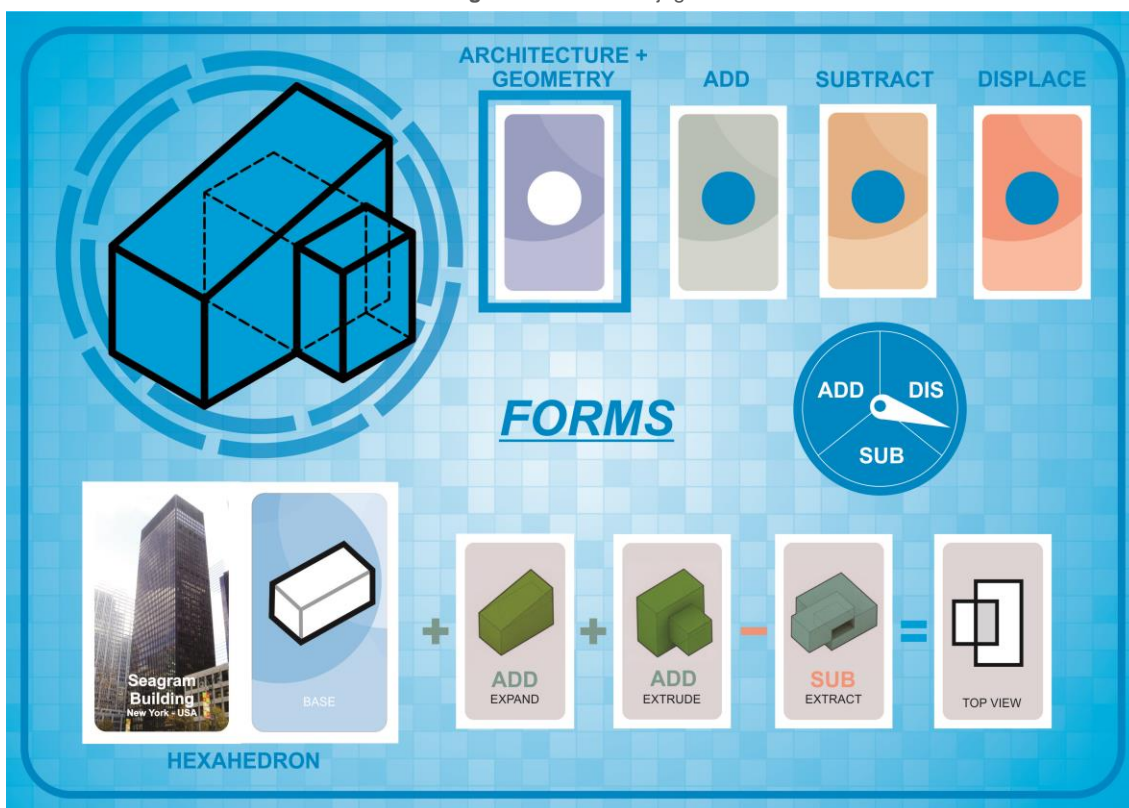 ARCHITECTURE +
GEOMETRY
ADD
SUBTRACT
DISPLACE
ADD
DIS
SUB
FORMS
Seagram
Building
New York - USA
BASE
HEXAHEDRON
+
ADD
EXPAND
+
ADD
EXTRUDE
-
SUB
EXTRACT
=
TOP VIEW